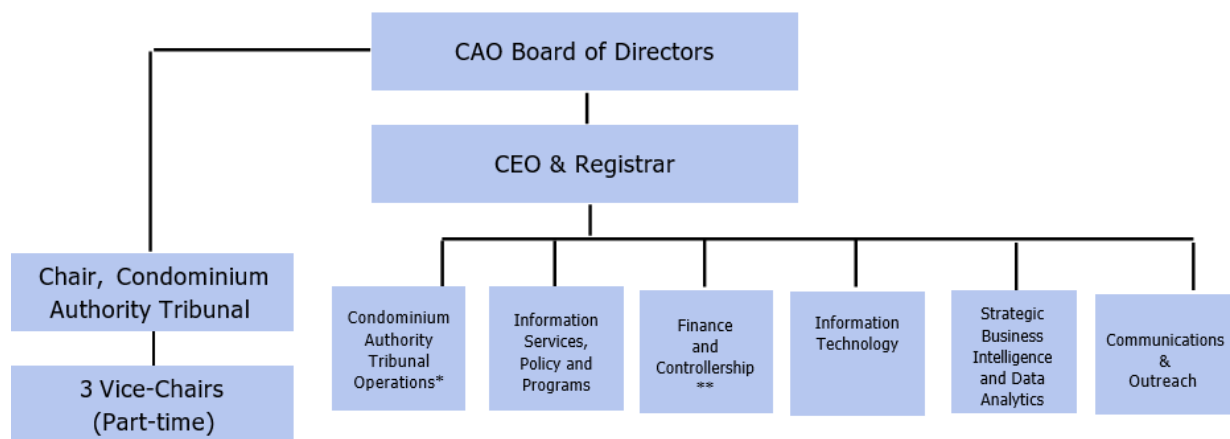 CAO Board of Directors
CEO & Registrar
Chair, Condominium
Authority Tribunal
3 Vice-Chairs
(Part-time)
Condominium
Authority
Tribunal
Operations*
Information
Services,
Policy and
Programs
Finance
and
Controllership
**
Information
Technology
Strategic
Business
Intelligence
and Data
Analytics
Communications
&
Outreach